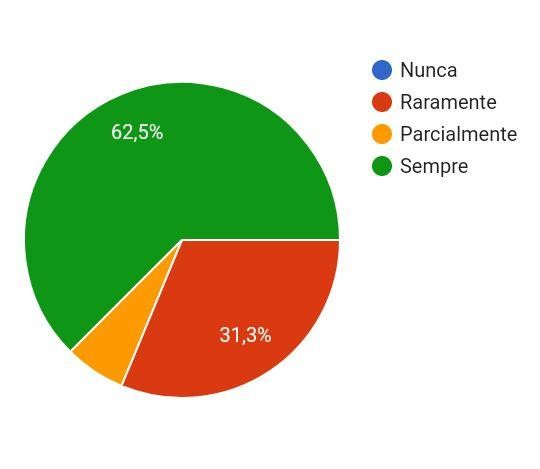 Nunca
Raramente
Parcialmente
Sempre
62,5%
31,3%